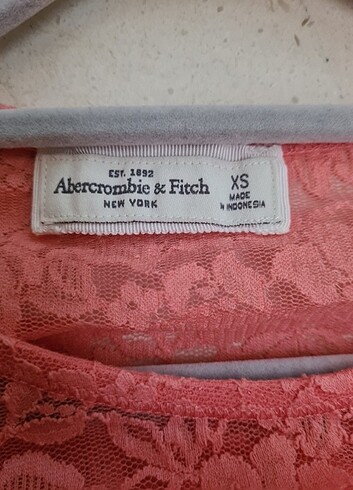 EST. 1892
Abercrombie & Fitch
NEW YORK
XS
MADE
IN INDONESIA